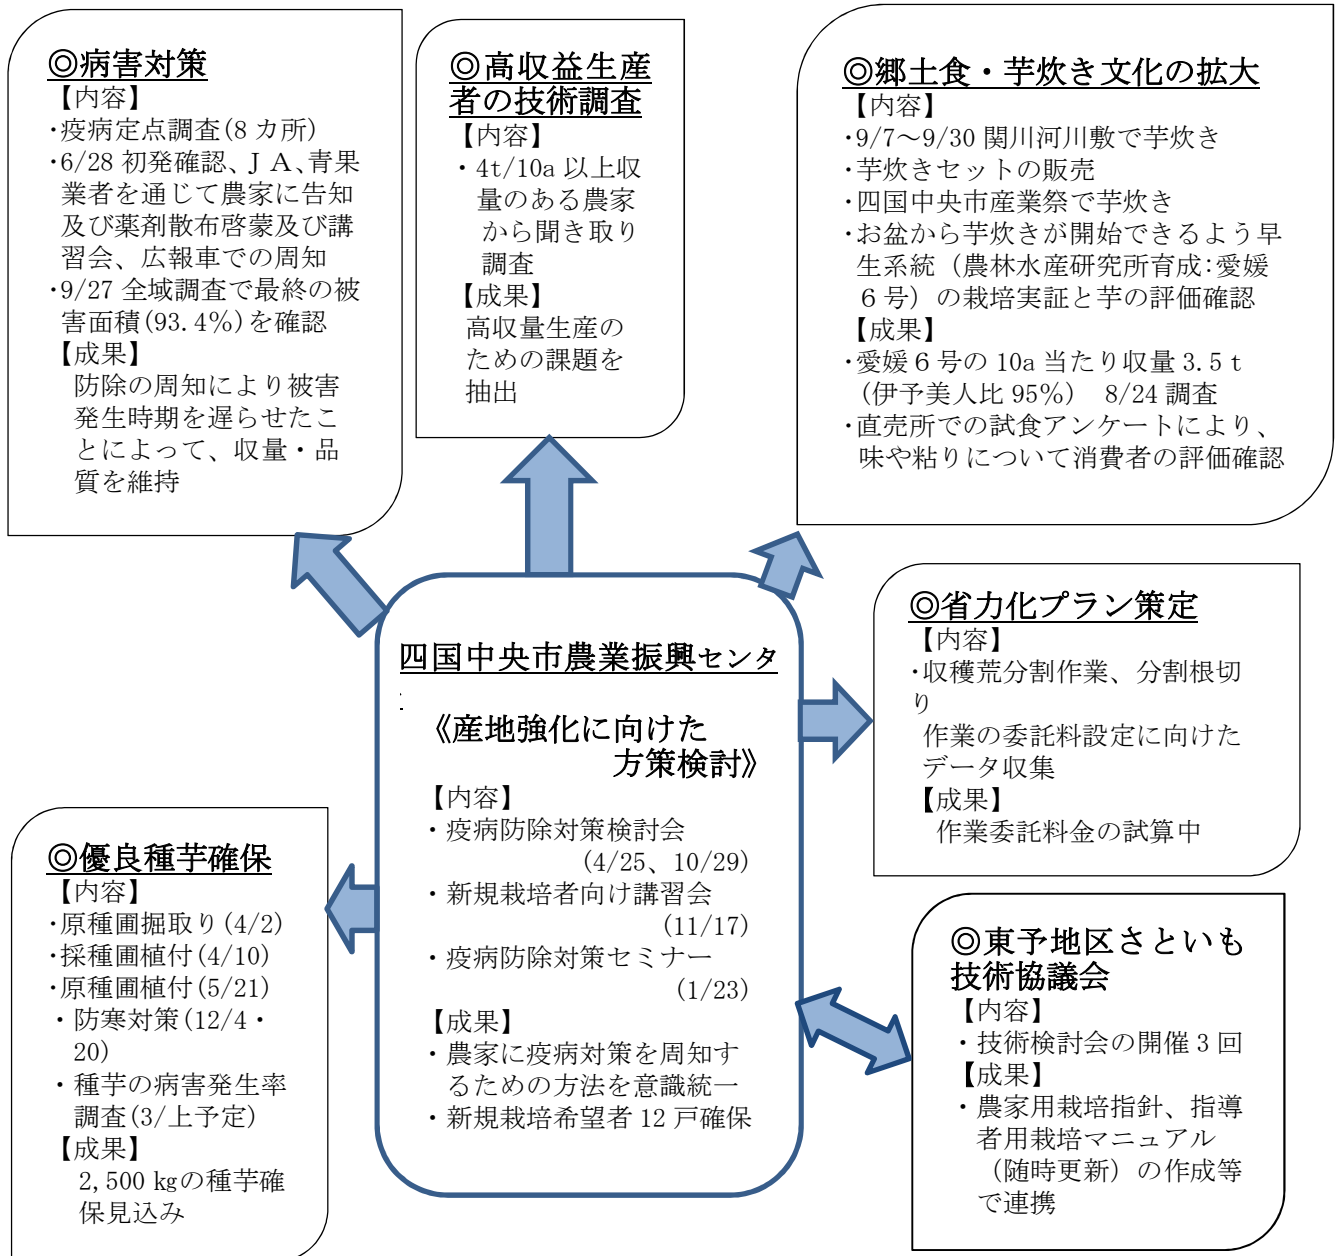 ◎病害対策
【内容】
・疫病定点調査(8 カ所)
・6/28 初発確認、ＪＡ、青果
業者を通じて農家に告知
及び薬剤散布啓蒙及び講
習会、広報車での周知
・9/27 全域調査で最終の被
害面積(93.4%)を確認
【成果】
防除の周知により被害
発生時期を遅らせたこ
とによって、収量・品
質を維持
◎高収益生産
者の技術調査
【内容】
・4t/10a 以上収
量のある農家
から聞き取り
調査
【成果】
高収量生産の
ための課題を
抽出
◎郷土食・芋炊き文化の拡大
【内容】
・9/7～9/30 関川河川敷で芋炊き
・芋炊きセットの販売
・四国中央市産業祭で芋炊き
・お盆から芋炊きが開始できるよう早
生系統（農林水産研究所育成:愛媛
６号）の栽培実証と芋の評価確認
【成果】
・愛媛６号の 10a 当たり収量 3.5ｔ
（伊予美人比 95%） 8/24 調査
・直売所での試食アンケートにより、
味や粘りについて消費者の評価確認
四国中央市農業振興センタ
ー
《産地強化に向けた
方策検討》
【内容】
・疫病防除対策検討会
(4/25、10/29)
・新規栽培者向け講習会
(11/17)
・疫病防除対策セミナー
(1/23)
【成果】
・農家に疫病対策を周知す
るための方法を意識統一
・新規栽培希望者 12 戸確保
◎省力化プラン策定
【内容】
・収穫荒分割作業、分割根切
り
作業の委託料設定に向けた
データ収集
【成果】
作業委託料金の試算中
◎優良種芋確保
【内容】
・原種圃掘取り(4/2)
・採種圃植付(4/10)
・原種圃植付(5/21)
・防寒対策(12/4・
20)
・種芋の病害発生率
調査(3/上予定)
【成果】
2,500 ㎏の種芋確
保見込み
◎東予地区さといも
技術協議会
【内容】
・技術検討会の開催 3 回
【成果】
・農家用栽培指針、指導
者用栽培マニュアル
（随時更新）の作成等
で連携